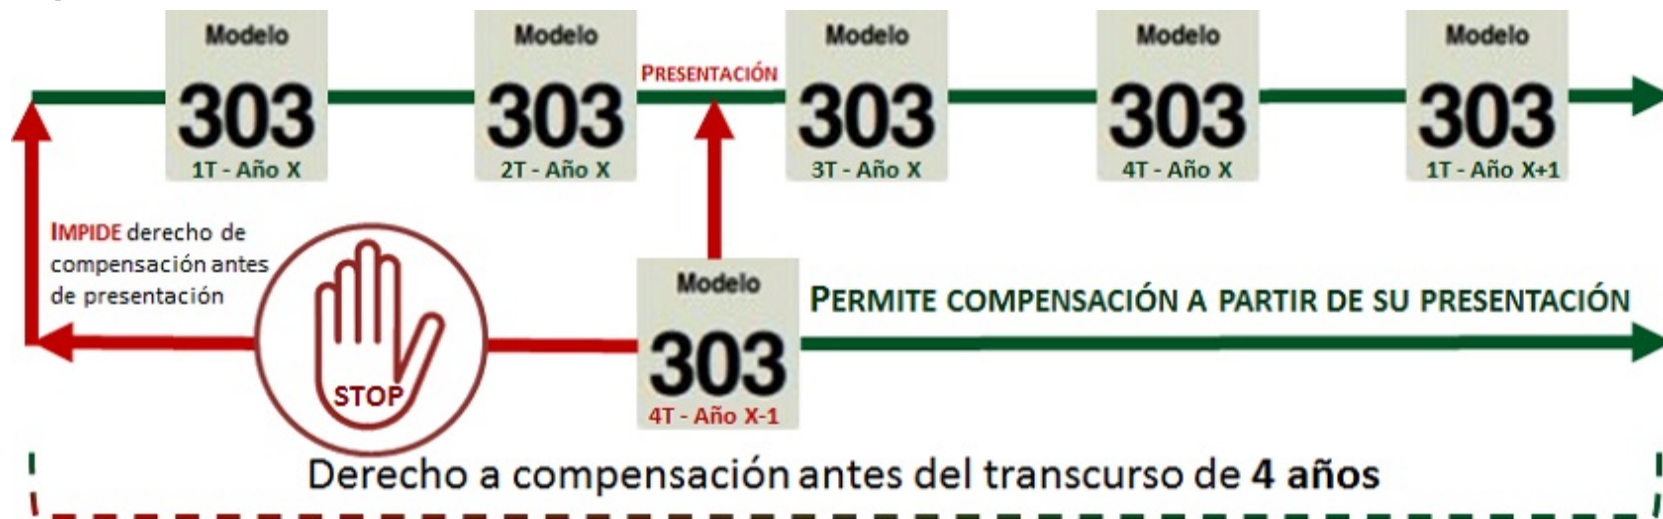 Modelo
303
1T - Año X
Modelo
303
2T - Año X
PRESENTACIÓN
Modelo
303
3T - Año X
Modelo
303
4T - Año X
Modelo
303
1T - Año X+1
IMPIDE derecho de
compensación antes
de presentación
STOP
Modelo
303
4T - Año X-1
PERMITE COMPENSACIÓN A PARTIR DE SU PRESENTACIÓN
Derecho a compensación antes del transcurso de 4 años